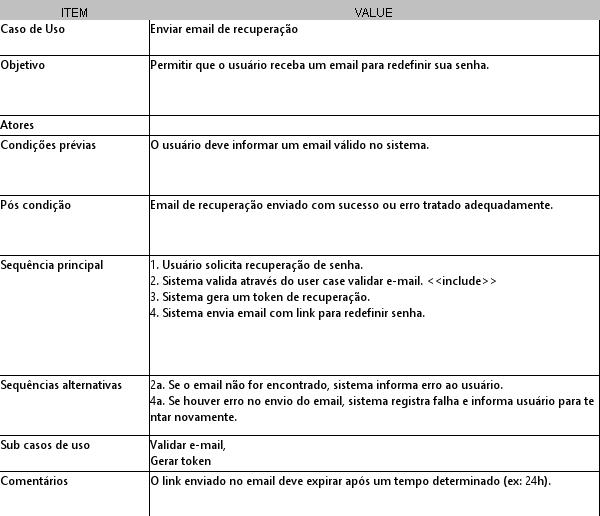 ITEM VALUE
Caso de Uso Enviar email de recuperação
Objetivo Permitir que o usuário receba um email para redefinir sua senha.
Atores
Condições prévias O usuário deve informar um email válido no sistema.
Pós condição Email de recuperação enviado com sucesso ou erro tratado adequadamente.
Sequência principal 1. Usuário solicita recuperação de senha.
2. Sistema valida através do user case validar e-mail. <<include>>
3. Sistema gera um token de recuperação.
4. Sistema envia email com link para redefinir senha.
Sequências alternativas 2a. Se o email não for encontrado, sistema informa erro ao usuário.
4a. Se houver erro no envio do email, sistema registra falha e informa usuário para te
ntar novamente.
Sub casos de uso Validar e-mail,
Gerar token
Comentários O link enviado no email deve expirar após um tempo determinado (ex: 24h).